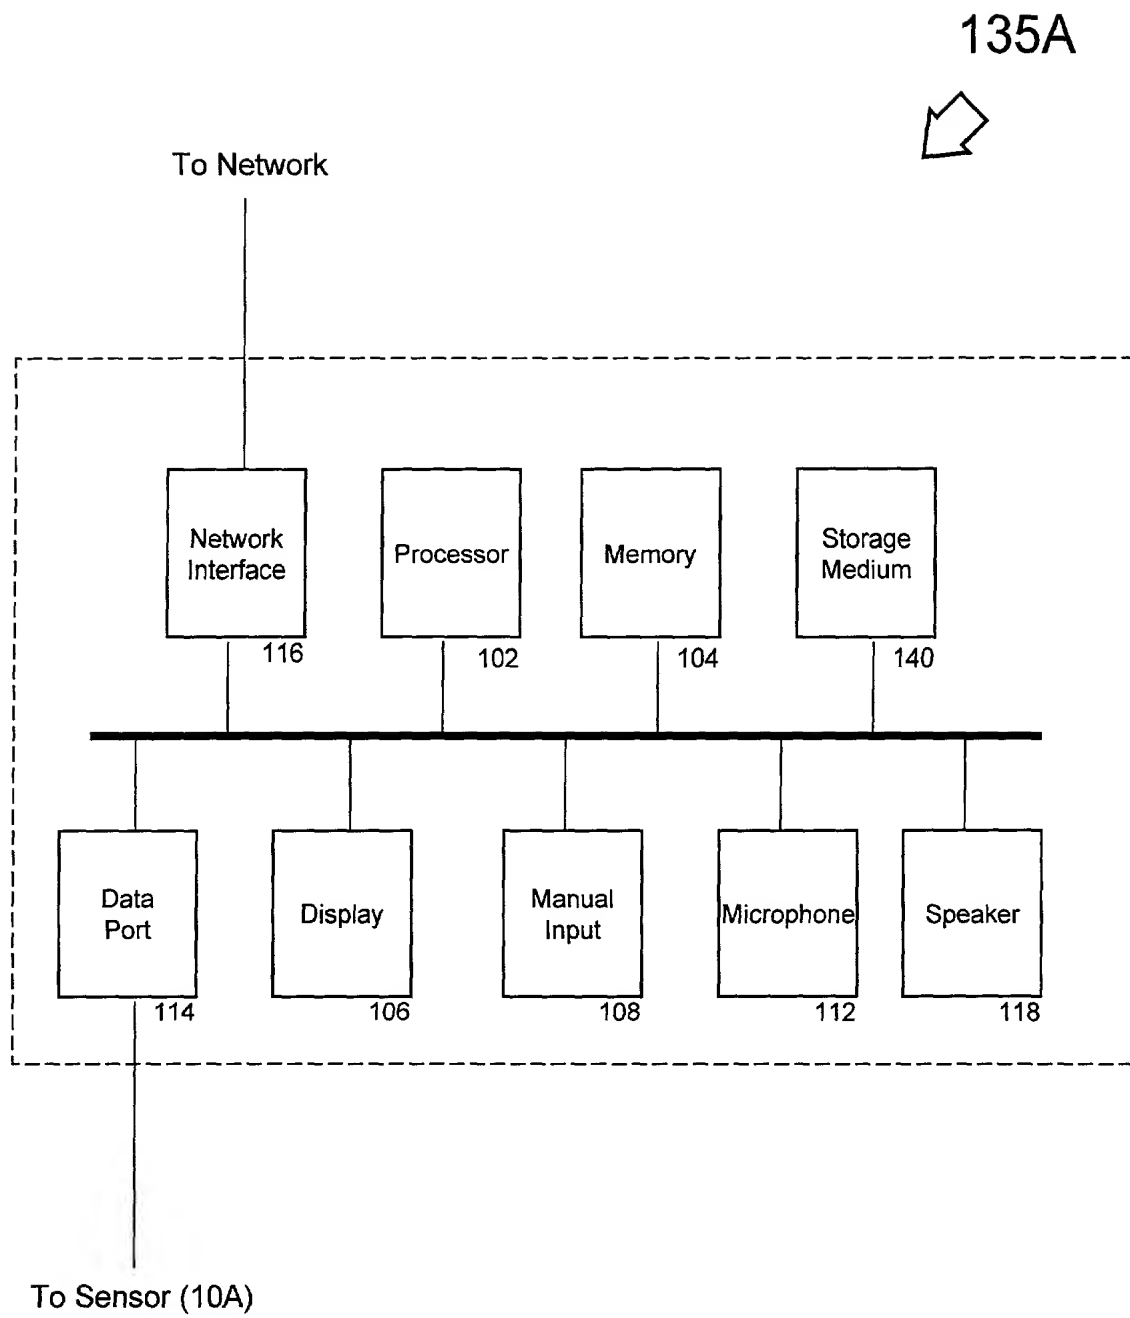 135A
To Network
Network
Interface
116
Processor
102
Memory
104
Storage
Medium
140
Data
Port
114
Display
106
Manual
Input
108
Microphone
112
Speaker
118
To Sensor (10A)